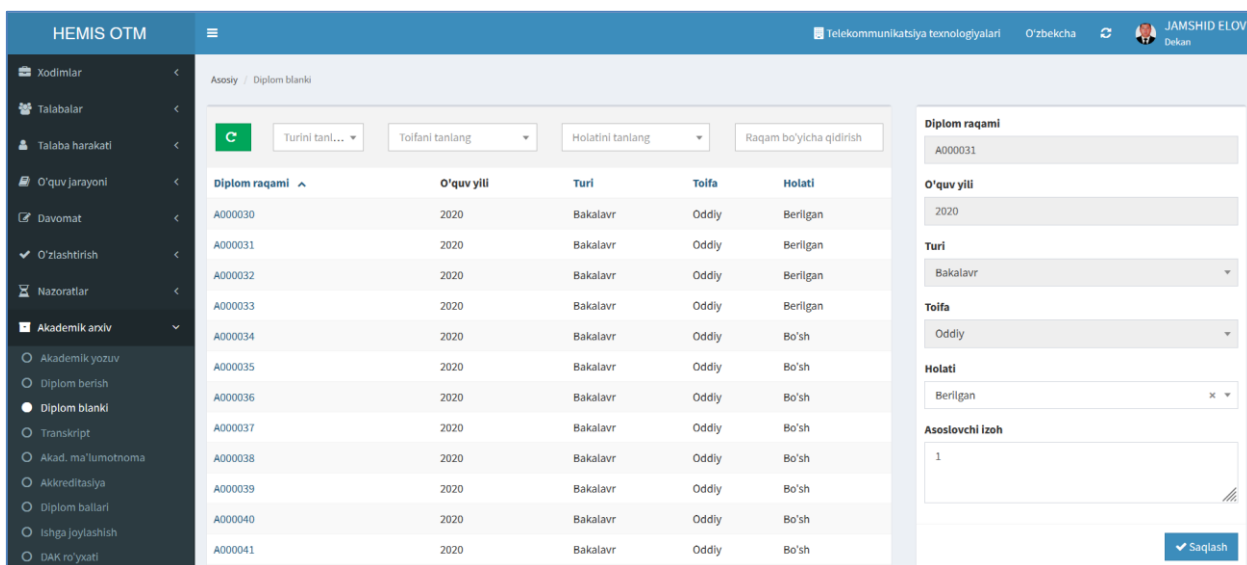 HEMIS OTM
Telekommunikatsiya texnologiyalari
O'zbekcha
JAMSHID ELOV
Dekan
Xodimlar
Talabalar
Talaba harakati
O'quv jarayoni
Davomat
O'zlashtirish
Nazoratlar
Akademik arxiv
Akademik yozuv
Diplom berish
Diplom blanki
Transkript
Akad. ma'lumotnoma
Akkreditasiya
Diplom ballari
Ishga joylashish
DAK ro'yxati
Asosiy / Diplom blanki
Turini tanl... Toifani tanlang Holatini tanlang Raqam bo'yicha qidirish
Diplom raqami O'quv yili Turi Toifa Holati
A000030 2020 Bakalavr Oddiy Berilgan
A000031 2020 Bakalavr Oddiy Berilgan
A000032 2020 Bakalavr Oddiy Berilgan
A000033 2020 Bakalavr Oddiy Berilgan
A000034 2020 Bakalavr Oddiy Bo'sh
A000035 2020 Bakalavr Oddiy Bo'sh
A000036 2020 Bakalavr Oddiy Bo'sh
A000037 2020 Bakalavr Oddiy Bo'sh
A000038 2020 Bakalavr Oddiy Bo'sh
A000039 2020 Bakalavr Oddiy Bo'sh
A000040 2020 Bakalavr Oddiy Bo'sh
A000041 2020 Bakalavr Oddiy Bo'sh
Diplom raqami
A000031
O'quv yili
2020
Turi
Bakalavr
Toifa
Oddiy
Holati
Berilgan
Asoslovchi izoh
1
Saqlash